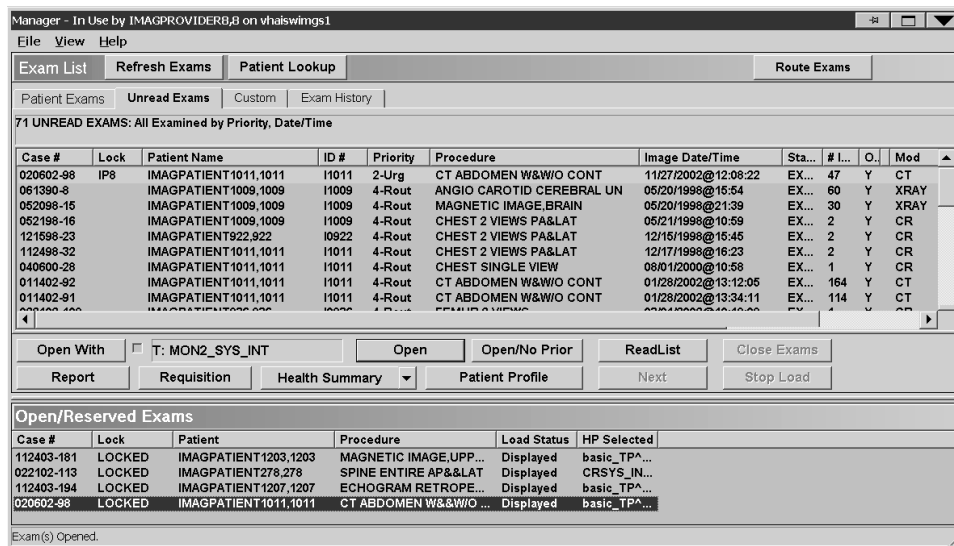 Manager - In Use by IMAGPROVIDER8,8 on vhaiswimgs1
File View Help
Exam List Refresh Exams Patient Lookup Route Exams
Patient Exams Unread Exams Custom Exam History
71 UNREAD EXAMS: All Examined by Priority, Date/Time
Case # Lock Patient Name ID # Priority Procedure Image Date/Time Sta... # I... O.. Mod
020602-98 IP8 IMAGPATIENT1011,1011 I1011 2-Urg CT ABDOMEN W&W/O CONT 11/27/2002@12:08:22 EX... 47 Y CT
061390-8 IMAGPATIENT1009,1009 I1009 4-Rout ANGIO CAROTID CEREBRAL UN 05/20/1998@15:54 EX... 60 Y XRAY
052098-15 IMAGPATIENT1009,1009 I1009 4-Rout MAGNETIC IMAGE,BRAIN 05/20/1998@21:39 EX... 30 Y XRAY
052198-16 IMAGPATIENT1009,1009 I1009 4-Rout CHEST 2 VIEWS PA&LAT 05/21/1998@10:59 EX... 2 Y CR
121598-23 IMAGPATIENT922,922 I0922 4-Rout CHEST 2 VIEWS PA&LAT 12/15/1998@15:45 EX... 2 Y CR
112498-32 IMAGPATIENT1011,1011 I1011 4-Rout CHEST 2 VIEWS PA&LAT 12/17/1998@16:23 EX... 2 Y CR
040600-28 IMAGPATIENT1011,1011 I1011 4-Rout CHEST SINGLE VIEW 08/01/2000@10:58 EX... 1 Y CR
011402-92 IMAGPATIENT1011,1011 I1011 4-Rout CT ABDOMEN W&W/O CONT 01/28/2002@13:12:05 EX... 164 Y CT
011402-91 IMAGPATIENT1011,1011 I1011 4-Rout CT ABDOMEN W&W/O CONT 01/28/2002@13:34:11 EX... 114 Y CT
Open With T: MON2_SYS_INT Open Open/No Prior ReadList Close Exams
Report Requisition Health Summary Patient Profile Next Stop Load
Open/Reserved Exams
Case # Lock Patient Procedure Load Status HP Selected
112403-181 LOCKED IMAGPATIENT1203,1203 MAGNETIC IMAGE,UPP... Displayed basic_TP^...
022102-113 LOCKED IMAGPATIENT278,278 SPINE ENTIRE AP&&LAT Displayed CRSYS_IN...
112403-194 LOCKED IMAGPATIENT1207,1207 ECHOGRAM RETROPE... Displayed basic_TP^...
020602-98 LOCKED IMAGPATIENT1011,1011 CT ABDOMEN W&&W/O ... Displayed basic_TP^...
Exam(s) Opened.